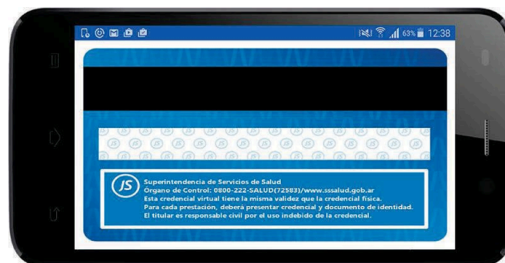 63% 12:38
JS
Superintendencia de Servicios de Salud
Órgano de Control: 0800-222-SALUD(72583)/www.sssalud.gob.ar
Esta credencial virtual tiene la misma validez que la credencial física.
Para cada prestación, deberá presentar credencial y documento de identidad.
El titular es responsable civil por el uso indebido de la credencial.